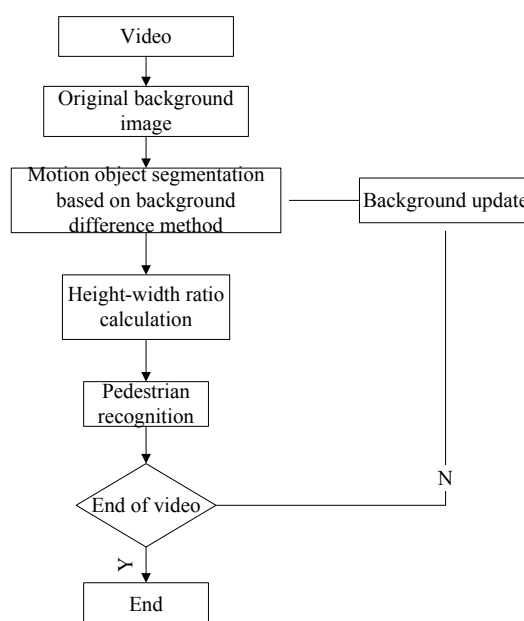 Video
Original background
image
Motion object segmentation
based on background
difference method
Background update
Height-width ratio
calculation
Pedestrian
recognition
N
End of video
Y
End